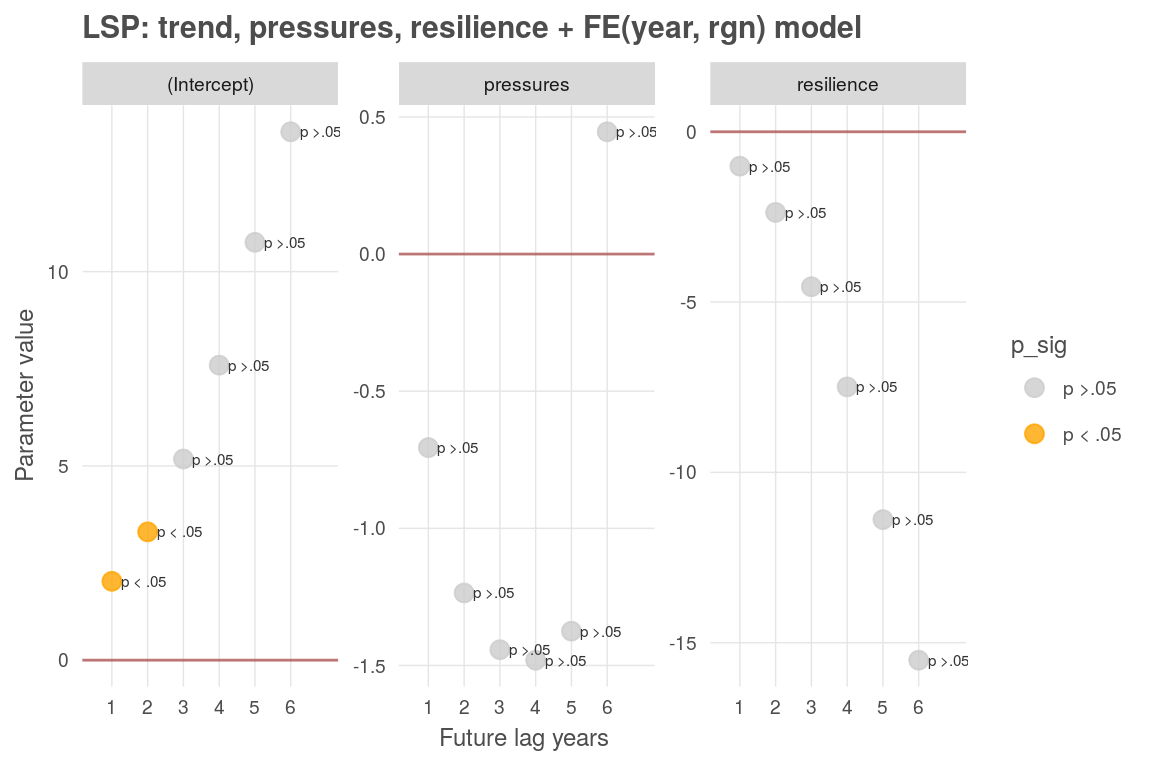 LSP: trend, pressures, resilience + FE(year, rgn) model
(Intercept)
pressures
resilience
Parameter value
10
5
0
p >.05
p >.05
p >.05
p >.05
p < .05
p < .05
1 2 3 4 5 6
0.5
0.0
-0.5
-1.0
-1.5
p >.05
p >.05
p >.05
p >.05
p >.05
p >.05
1 2 3 4 5 6
0
-5
-10
-15
p >.05
p >.05
p >.05
p >.05
p >.05
p >.05
1 2 3 4 5 6
Future lag years
p_sig
p >.05
p < .05